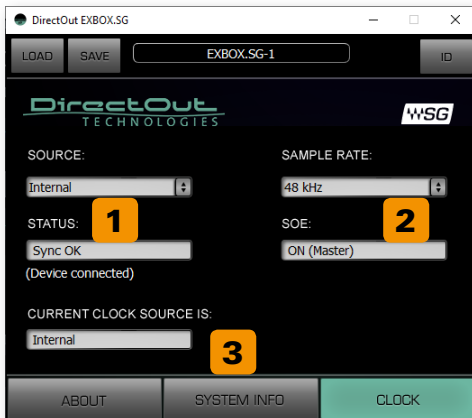 DirectOut EXBOX.SG
LOAD SAVE EXBOX.SG-1 ID
DirectOut
TECHNOLOGIES
SG
SOURCE: SAMPLE RATE:
Internal 48 kHz
1 2
STATUS: SOE:
Sync OK ON (Master)
(Device connected)
CURRENT CLOCK SOURCE IS:
Internal
3
ABOUT SYSTEM INFO CLOCK